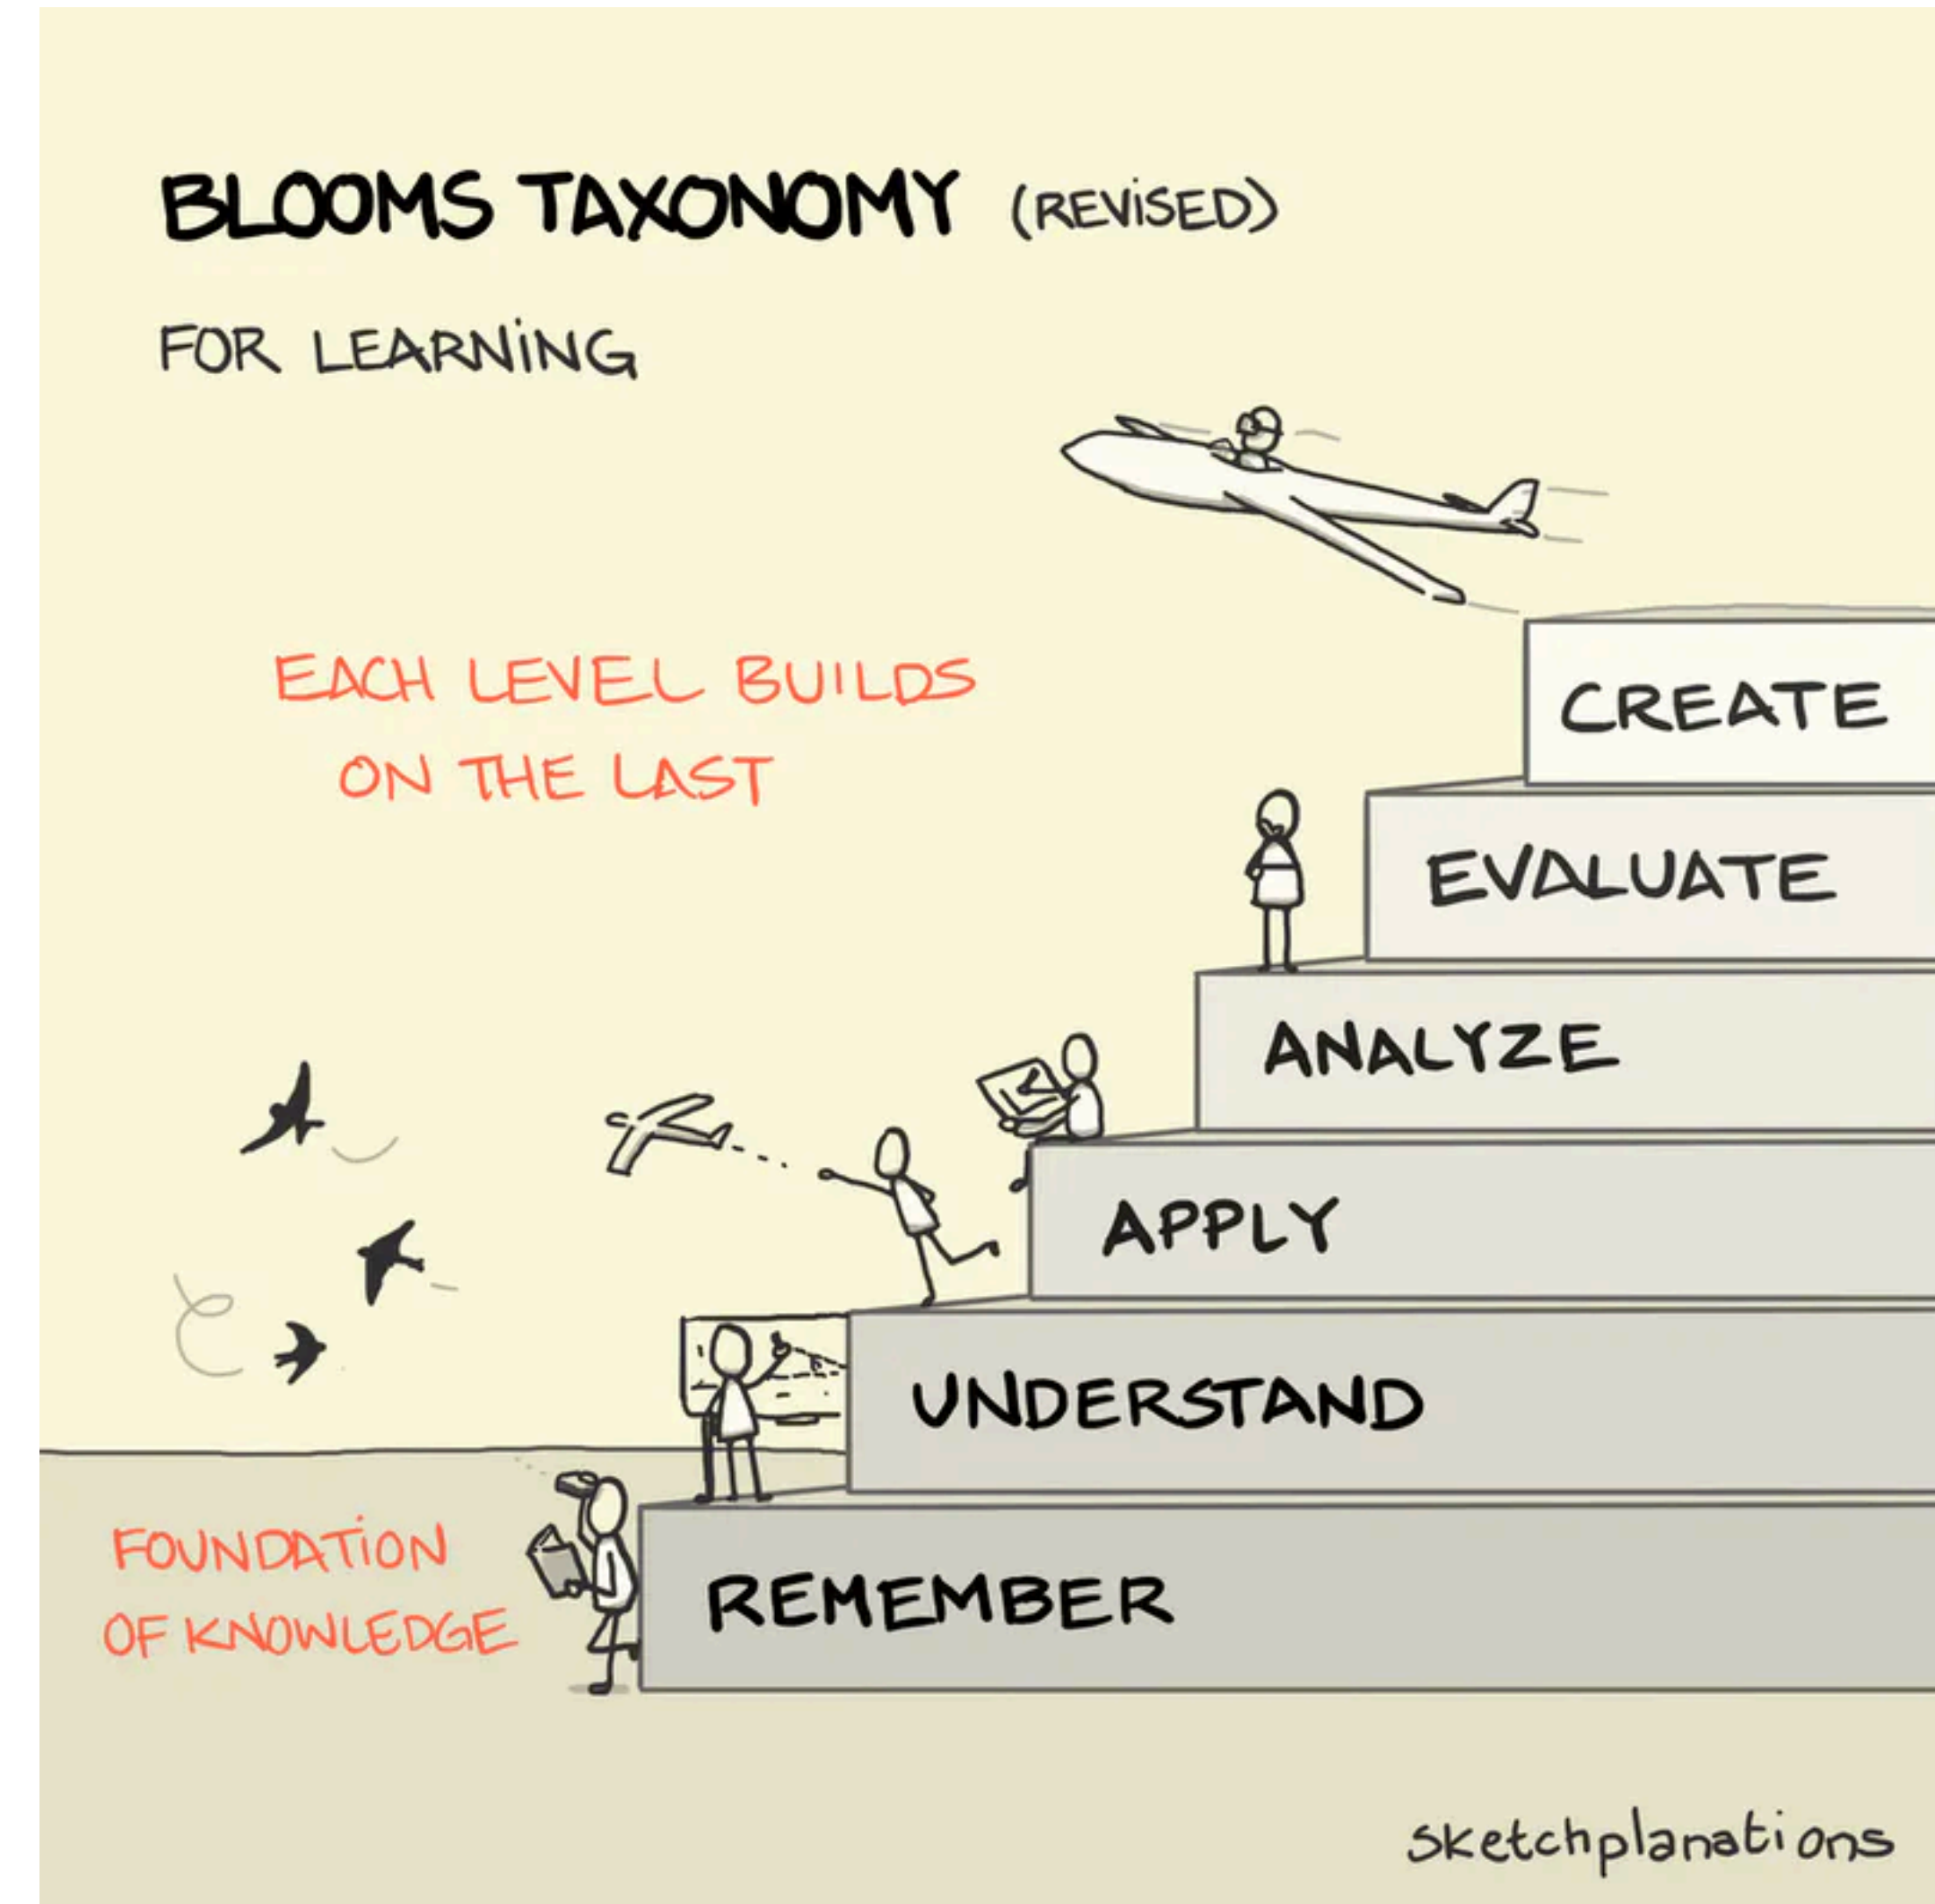 BLOOMS TAXONOMY (REVISED)
FOR LEARNING
EACH LEVEL BUILDS
ON THE LAST
CREATE
EVALUATE
ANALYZE
APPLY
UNDERSTAND
REMEMBER
FOUNDATION
OF KNOWLEDGE
sketchplanations